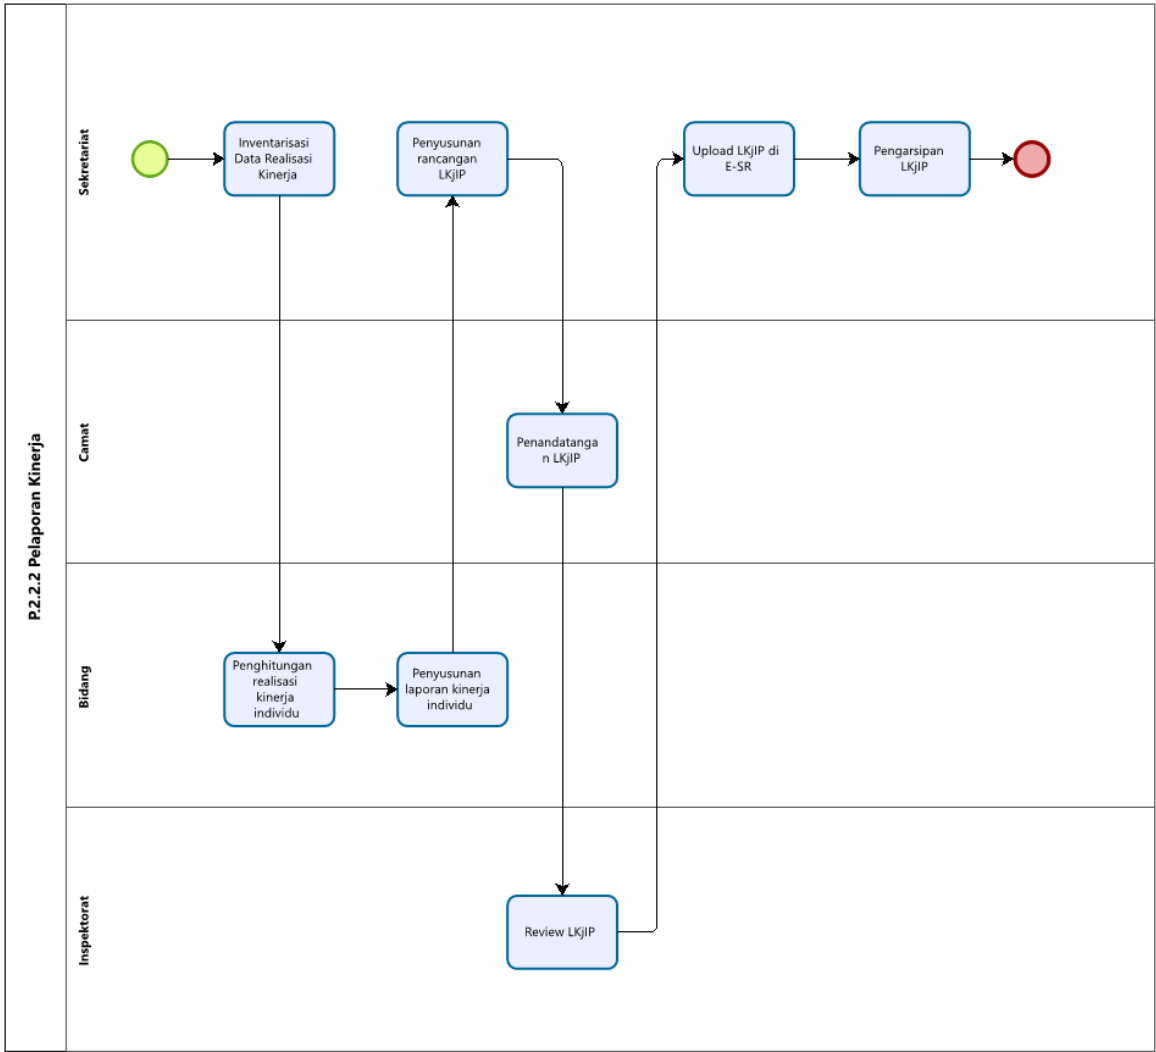 P.2.2.2 Pelaporan Kinerja
Sekretariat
Inventarisasi
Data Realisasi
Kinerja
Penyusunan
rancangan
LKjIP
Upload LKjIP di
E-SR
Pengarsipan
LKjIP
Camat
Penandatanga
n LKjIP
Bidang
Penghitungan
realisasi
kinerja
individu
Penyusunan
laporan kinerja
individu
Inspektorat
Review LKjIP